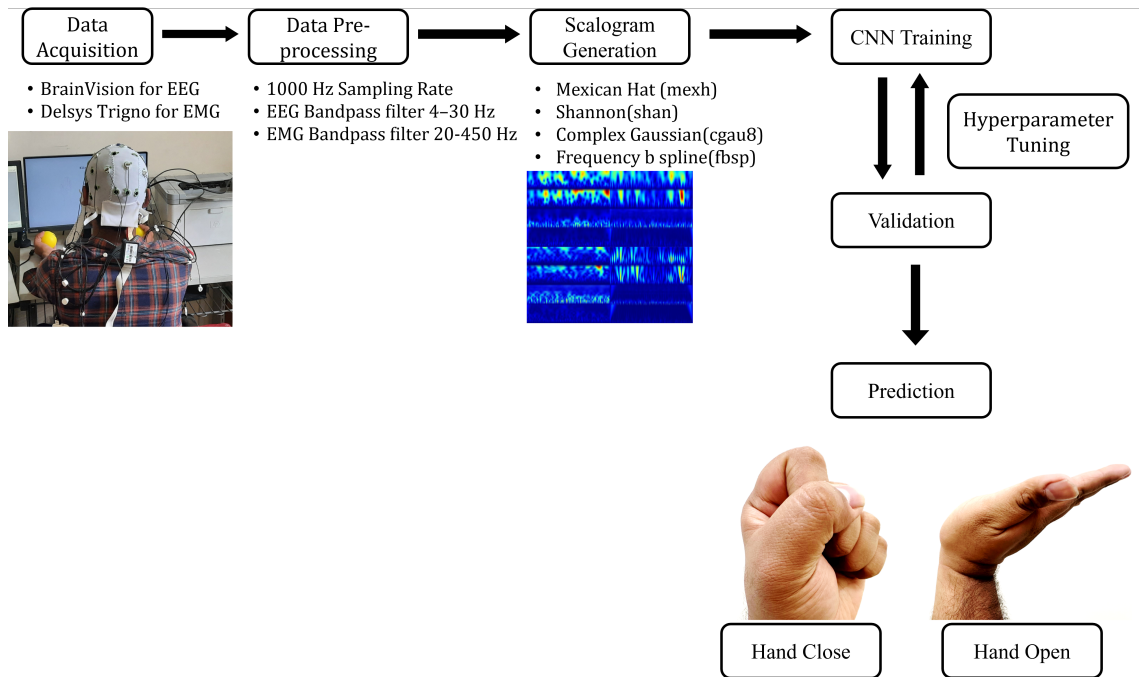 Data
Acquisition
• BrainVision for EEG
• Delsys Trigno for EMG
Data Pre-
processing
• 1000 Hz Sampling Rate
• EEG Bandpass filter 4–30 Hz
• EMG Bandpass filter 20-450 Hz
Scalogram
Generation
• Mexican Hat (mexh)
• Shannon(shan)
• Complex Gaussian(cgau8)
• Frequency b spline(fbsp)
CNN Training
Hyperparameter
Tuning
Validation
Prediction
Hand Close
Hand Open